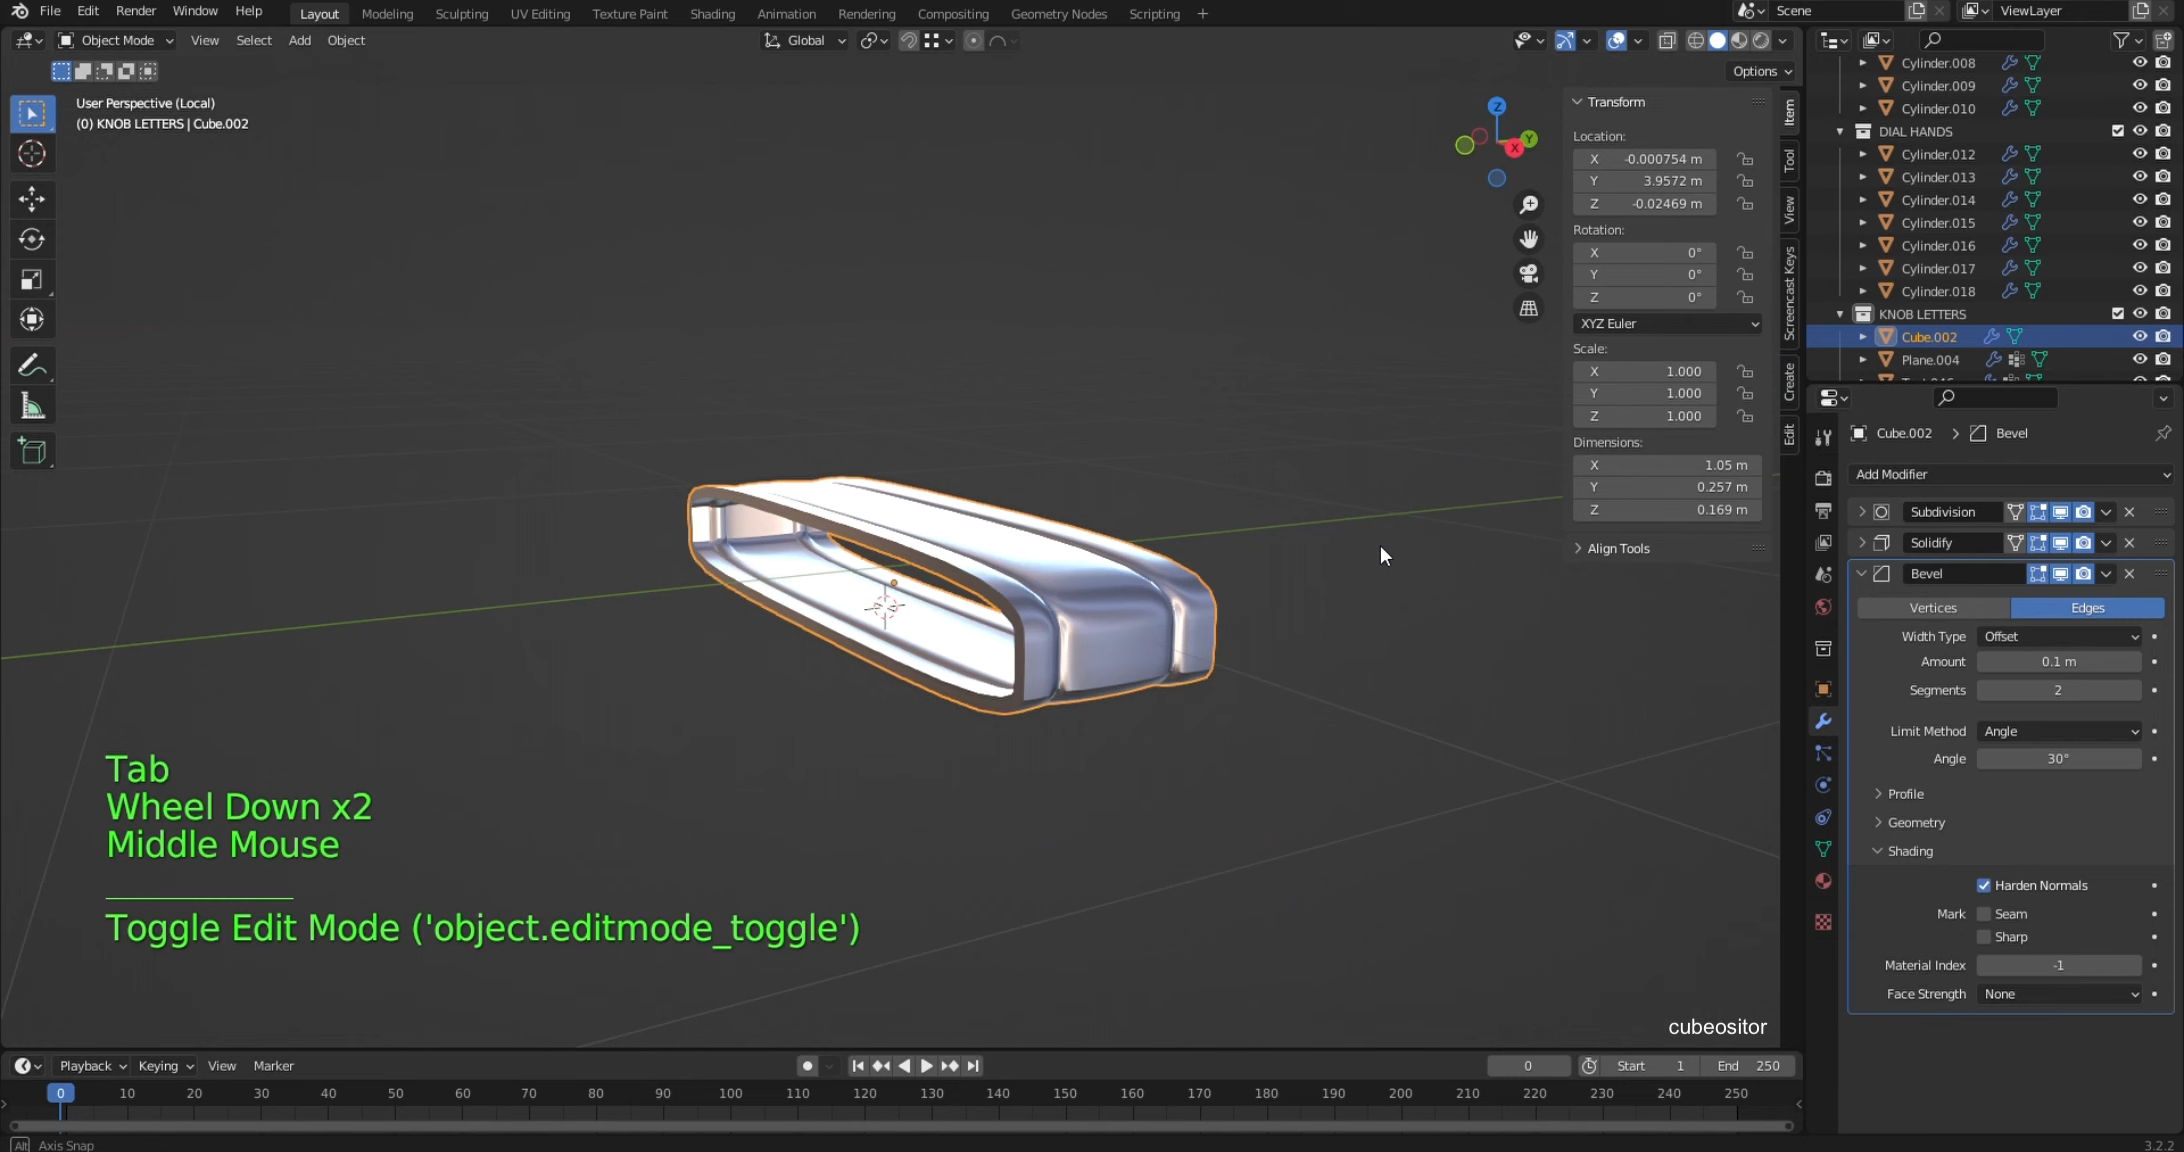 File Edit Render Window Help Layout Modeling Sculpting UV Editing Texture Paint Shading Animation Rendering Compositing Geometry Nodes Scripting + Scene ViewLayer
Object Mode View Select Add Object Global
Options
User Perspective (Local)
(0) KNOB LETTERS | Cube.002
Z
Y
X
Transform
Location:
X -0.000754 m
Y 3.9572 m
Z -0.02469 m
Rotation:
X 0°
Y 0°
Z 0°
XYZ Euler
Scale:
X 1.000
Y 1.000
Z 1.000
Dimensions:
X 1.05 m
Y 0.257 m
Z 0.169 m
Align Tools
Item
Tool
View
Screencast Keys
Create
Edit
Cylinder.008
Cylinder.009
Cylinder.010
DIAL HANDS
Cylinder.012
Cylinder.013
Cylinder.014
Cylinder.015
Cylinder.016
Cylinder.017
Cylinder.018
KNOB LETTERS
Cube.002
Plane.004
Cube.002 > Bevel
Add Modifier
Subdivision
Solidify
Bevel
Vertices Edges
Width Type Offset
Amount 0.1 m
Segments 2
Limit Method Angle
Angle 30°
Profile
Geometry
Shading
Harden Normals
Mark Seam
Sharp
Material Index -1
Face Strength None
Tab
Wheel Down x2
Middle Mouse
Toggle Edit Mode ('object.editmode_toggle')
cubeositor
Playback Keying View Marker 0 Start 1 End 250
0 10 20 30 40 50 60 70 80 90 100 110 120 130 140 150 160 170 180 190 200 210 220 230 240 250
Alt Axis Snap 3.2.2